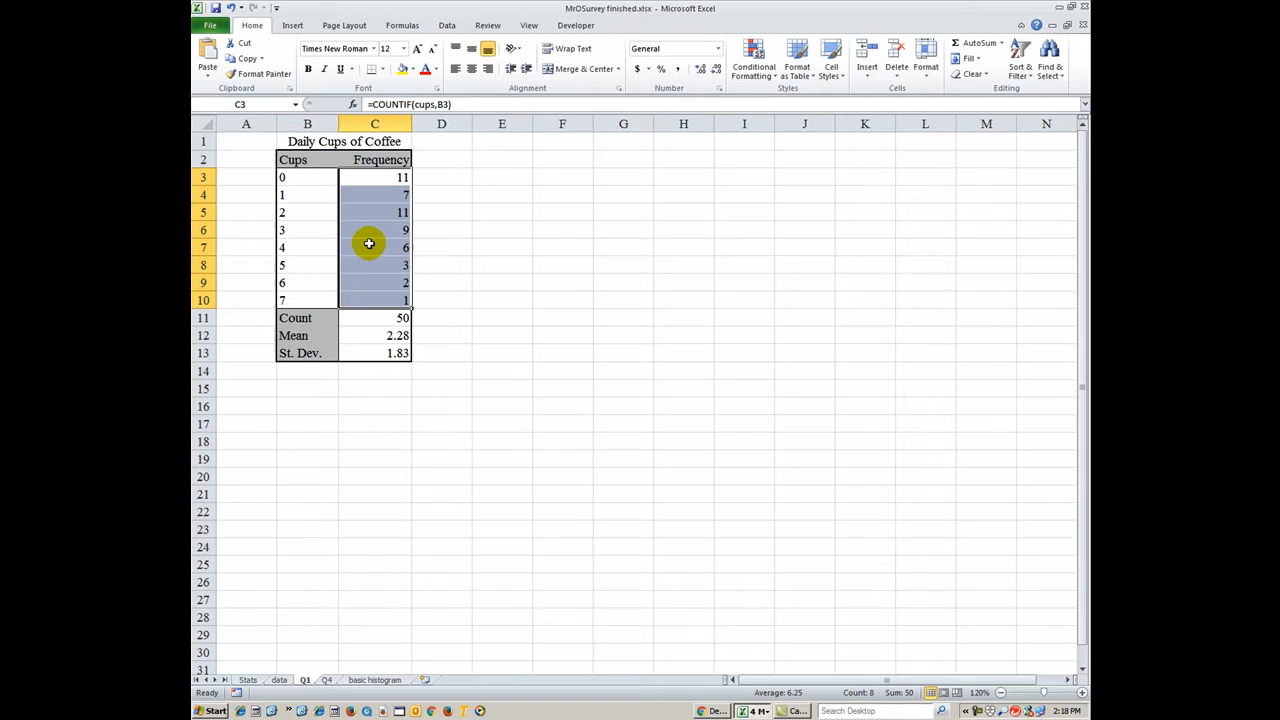 MrOSurvey finished.xlsx - Microsoft Excel
File Home Insert Page Layout Formulas Data Review View Developer
Paste Cut Copy Format Painter Clipboard
Times New Roman 12 B I U Font
Wrap Text Merge & Center Alignment
General $ % , Number
Conditional Formatting Format as Table Cell Styles Styles
Insert Delete Format Cells
AutoSum Fill Clear Sort & Filter Find & Select Editing
C3 fx =COUNTIF(cups,B3)
A B C D E F G H I J K L M N
1 Daily Cups of Coffee
2 Cups Frequency
3 0 11
4 1 7
5 2 11
6 3 9
7 4 6
8 5 3
9 6 2
10 7 1
11 Count 50
12 Mean 2.28
13 St. Dev. 1.83
14
15
16
17
18
19
20
21
22
23
24
25
26
27
28
29
30
31
Stats data Q1 Q4 basic histogram
Ready Average: 6.25 Count: 8 Sum: 50 120%
Start De... 4 M Ca... Search Desktop 2:18 PM